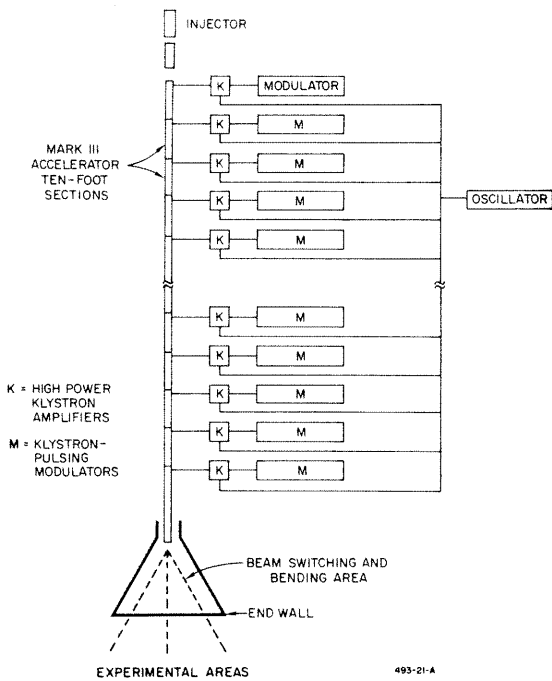 INJECTOR
K
MODULATOR
K
M
MARK III
ACCELERATOR
TEN-FOOT
SECTIONS
K
M
K
M
OSCILLATOR
K
M
K
M
K
M
K = HIGH POWER
KLYSTRON
AMPLIFIERS
K
M
K
M
M = KLYSTRON-
PULSING
MODULATORS
K
M
BEAM SWITCHING AND
BENDING AREA
END WALL
EXPERIMENTAL AREAS
493-21-A